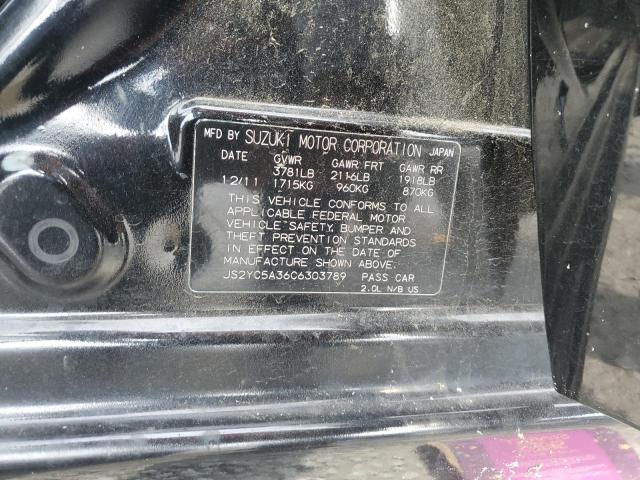 MFD BY SUZUKI MOTOR CORPORATION JAPAN
DATE GVWR GAWR FRT GAWR RR
3781LB 2116LB 1918LB
12/11 1715KG 960KG 870KG
THIS VEHICLE CONFORMS TO ALL
APPLICABLE FEDERAL MOTOR
VEHICLE SAFETY, BUMPER AND
THEFT PREVENTION STANDARDS
IN EFFECT ON THE DATE OF
MANUFACTURE SHOWN ABOVE.
JS2YC5A36C6303789 PASS CAR
2.0L N/B US